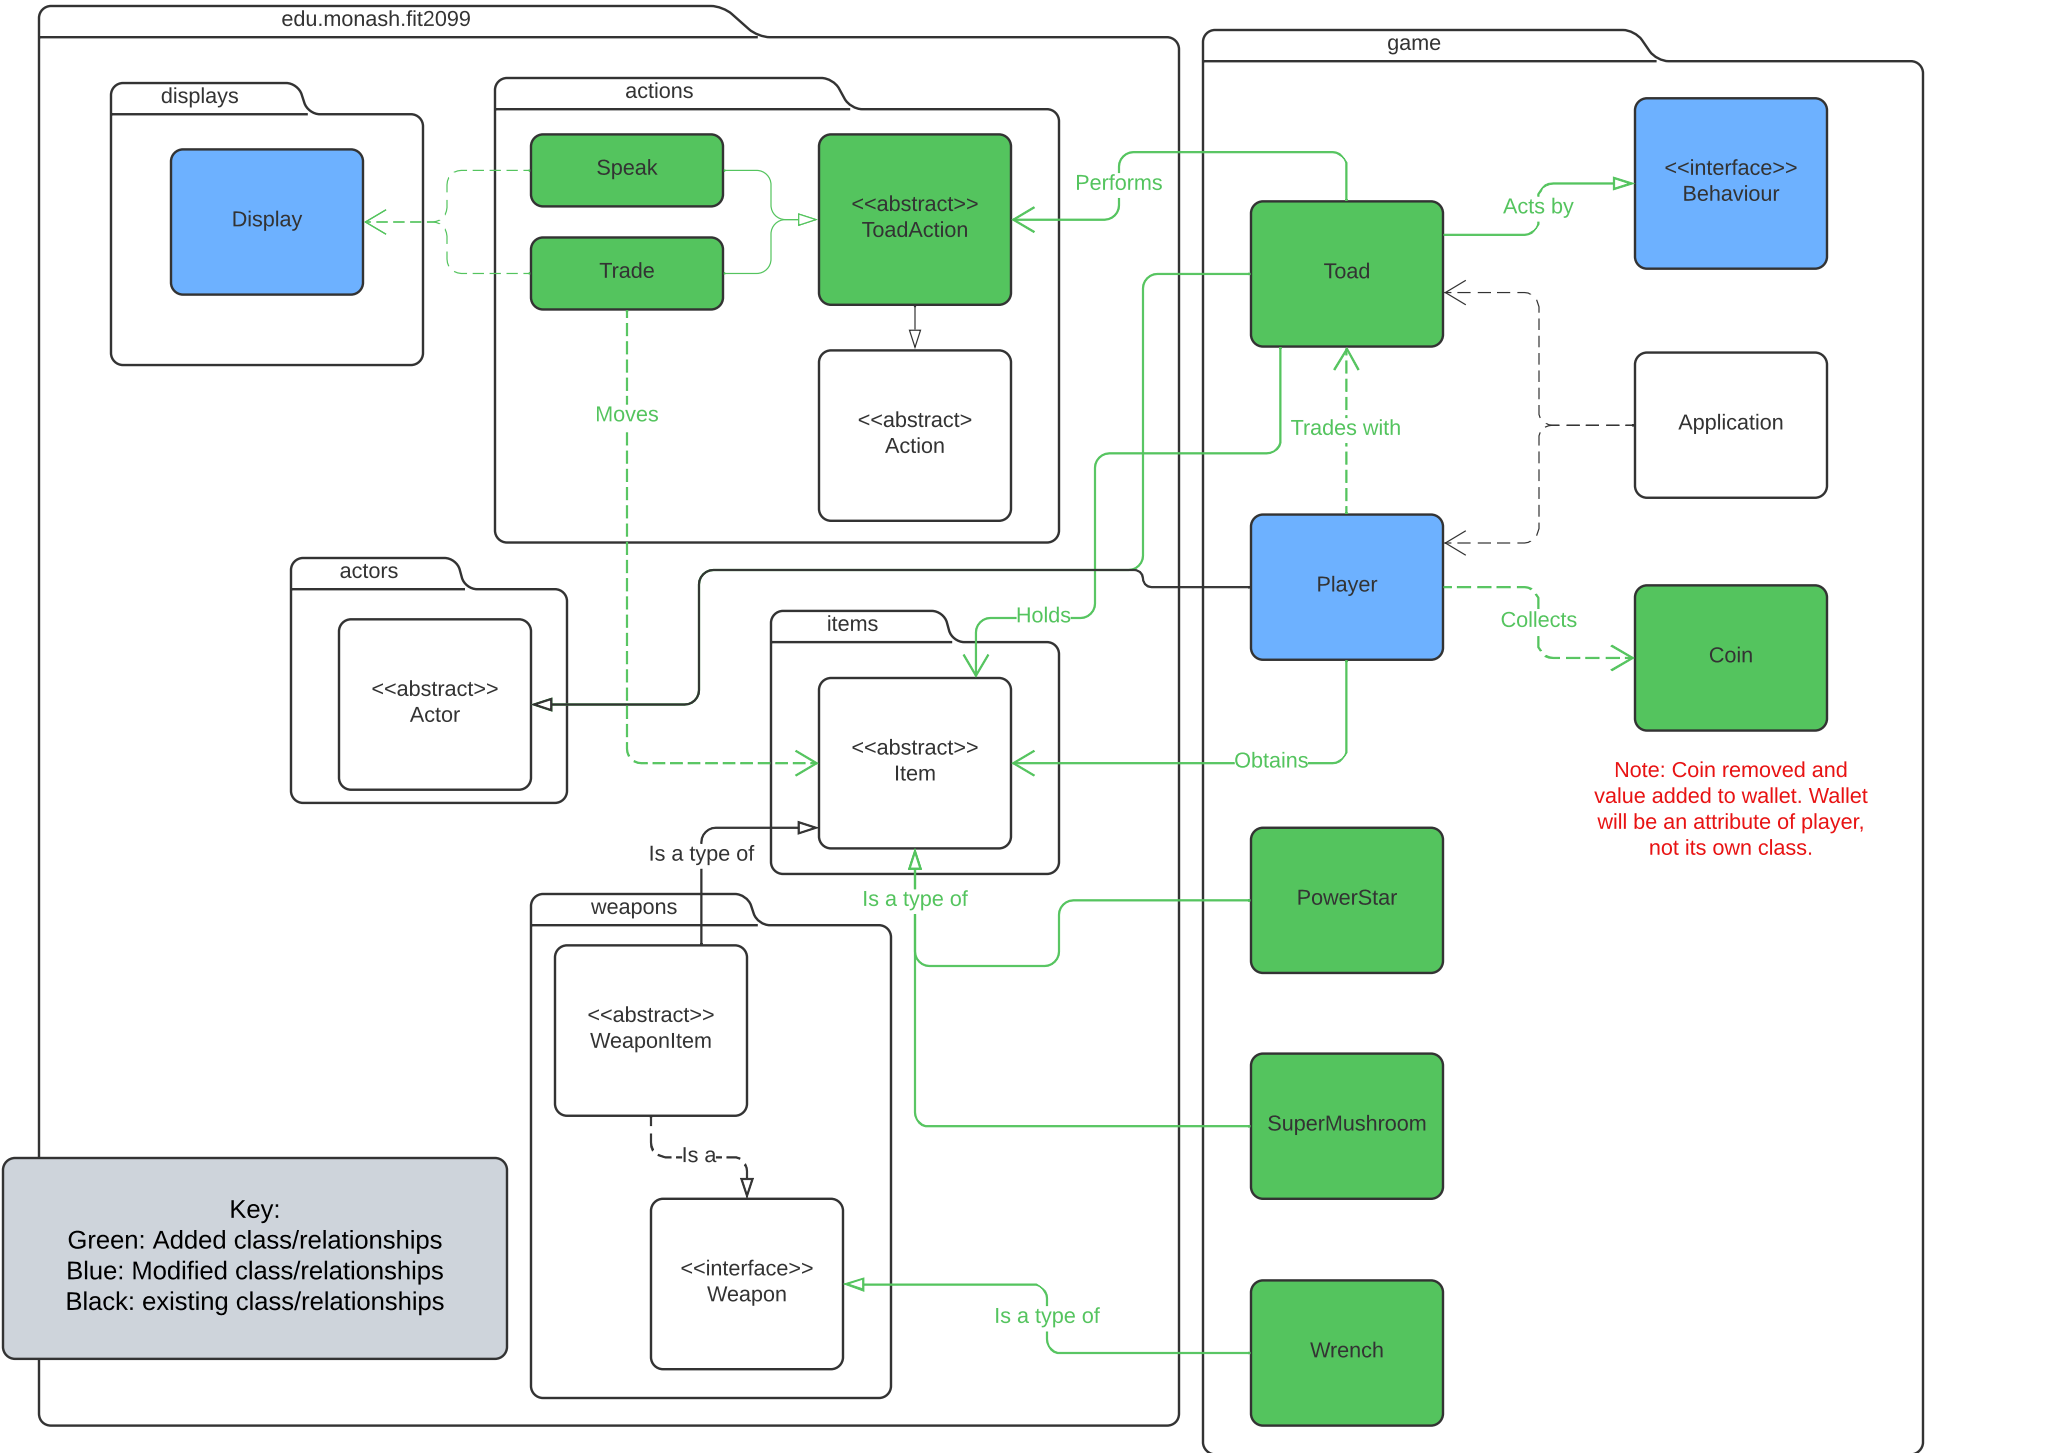 edu.monash.fit2099
game
displays
actions
Display
Speak
Trade
<<abstract>>
ToadAction
Performs
Toad
Acts by
<<interface>>
Behaviour
<<abstract>
Action
Moves
Trades with
Application
actors
<<abstract>>
Actor
items
Holds
<<abstract>>
Item
Player
Collects
Coin
Obtains
Note: Coin removed and
value added to wallet. Wallet
will be an attribute of player,
not its own class.
Is a type of
Is a type of
PowerStar
weapons
<<abstract>>
WeaponItem
Is a
SuperMushroom
<<interface>>
Weapon
Is a type of
Wrench
Key:
Green: Added class/relationships
Blue: Modified class/relationships
Black: existing class/relationships